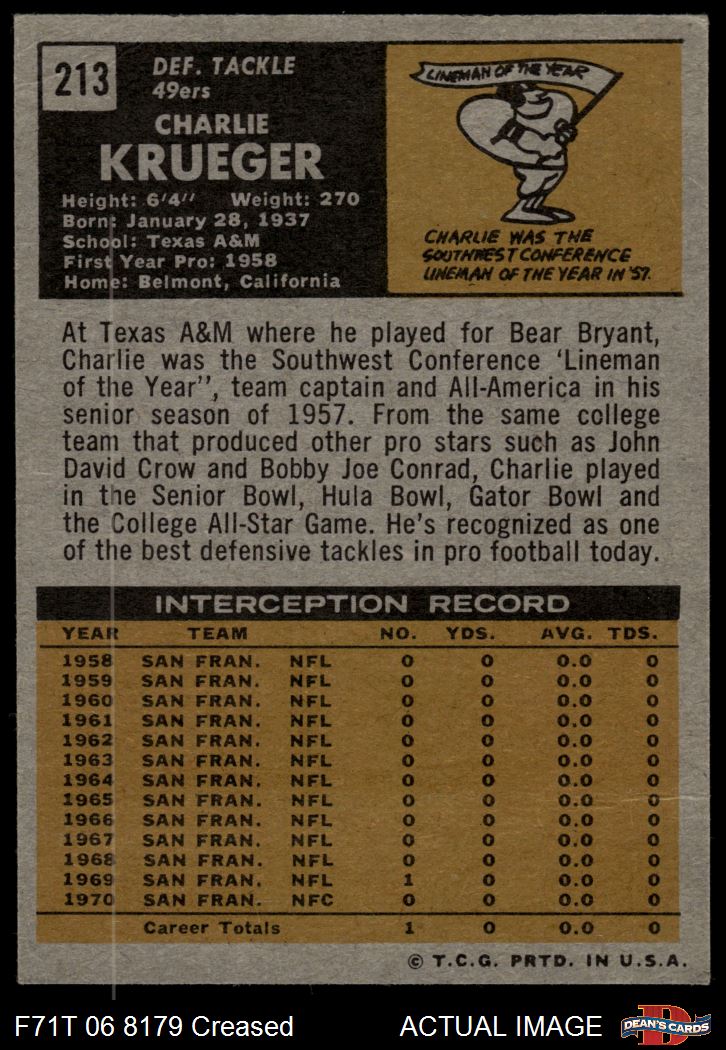 213
DEF. TACKLE
49ers
CHARLIE
KRUEGER
Height: 6'4" Weight: 270
Born: January 28, 1937
School: Texas A&M
First Year Pro: 1958
Home: Belmont, California
LINEMAN OF THE YEAR
CHARLIE WAS THE
SOUTHWEST CONFERENCE
LINEMAN OF THE YEAR IN '57.
At Texas A&M where he played for Bear Bryant,
Charlie was the Southwest Conference 'Lineman
of the Year", team captain and All-America in his
senior season of 1957. From the same college
team that produced other pro stars such as John
David Crow and Bobby Joe Conrad, Charlie played
in the Senior Bowl, Hula Bowl, Gator Bowl and
the College All-Star Game. He's recognized as one
of the best defensive tackles in pro football today.
INTERCEPTION RECORD
YEAR TEAM NO. YDS. AVG. TDS.
1958 SAN FRAN. NFL 0 0 0.0 0
1959 SAN FRAN. NFL 0 0 0.0 0
1960 SAN FRAN. NFL 0 0 0.0 0
1961 SAN FRAN. NFL 0 0 0.0 0
1962 SAN FRAN. NFL 0 0 0.0 0
1963 SAN FRAN. NFL 0 0 0.0 0
1964 SAN FRAN. NFL 0 0 0.0 0
1965 SAN FRAN. NFL 0 0 0.0 0
1966 SAN FRAN. NFL 0 0 0.0 0
1967 SAN FRAN. NFL 0 0 0.0 0
1968 SAN FRAN. NFL 0 0 0.0 0
1969 SAN FRAN. NFL 1 0 0.0 0
1970 SAN FRAN. NFC 0 0 0.0 0
Career Totals 1 0 0.0 0
© T.C.G. PRTD. IN U.S.A.
F71T 06 8179 Creased ACTUAL IMAGE
D
DEAN'S CARDS